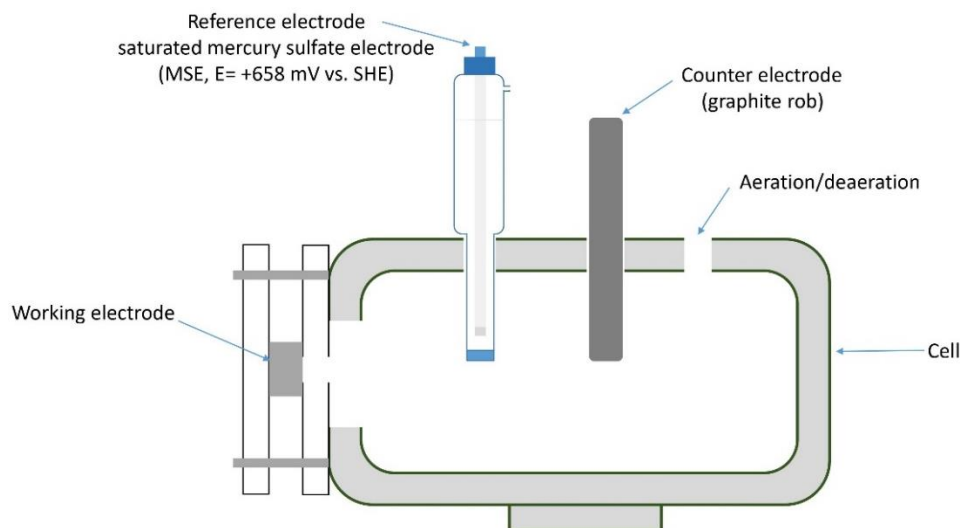 Reference electrode
saturated mercury sulfate electrode
(MSE, E= +658 mV vs. SHE)
Counter electrode
(graphite rob)
Aeration/deaeration
Working electrode
Cell